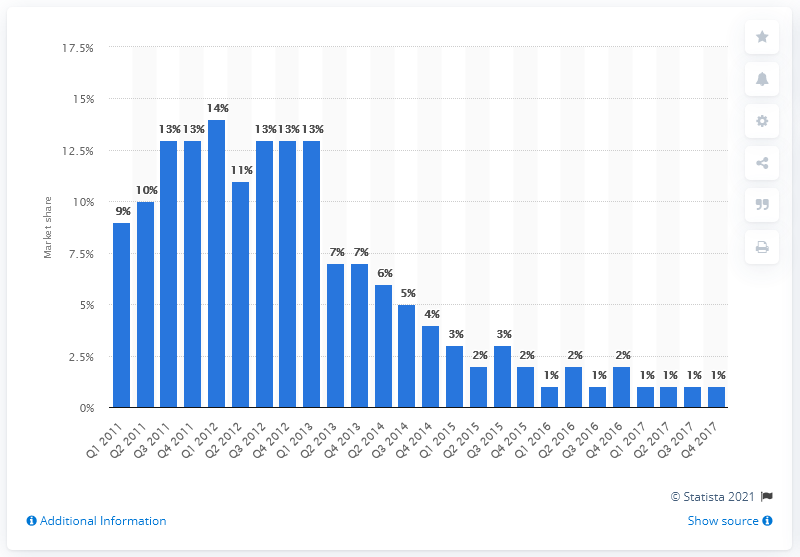 17.5%
15%
12.5%
10%
7.5%
5%
2.5%
0%
Market share
9%
10%
13%
13%
14%
11%
13%
13%
13%
7%
7%
6%
5%
4%
3%
2%
3%
2%
1%
2%
1%
2%
1%
1%
1%
1%
Q1 2011
Q2 2011
Q3 2011
Q4 2011
Q1 2012
Q2 2012
Q3 2012
Q4 2012
Q1 2013
Q2 2013
Q4 2013
Q2 2014
Q3 2014
Q4 2014
Q1 2015
Q2 2015
Q3 2015
Q4 2015
Q1 2016
Q2 2016
Q3 2016
Q4 2016
Q1 2017
Q2 2017
Q3 2017
Q4 2017
© Statista 2021
Additional Information
Show source